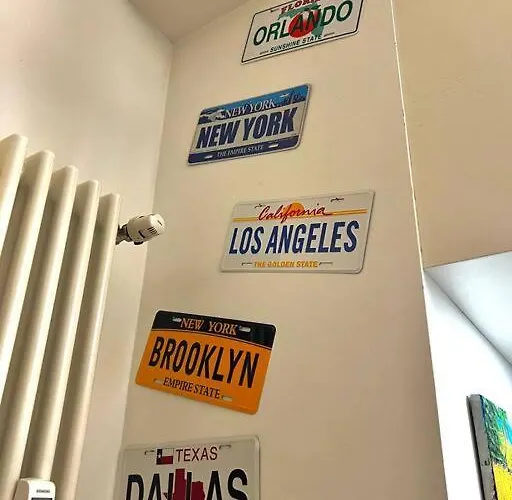 FLORIDA
ORLANDO
SUNSHINE STATE
NEW YORK
NEW YORK
THE EMPIRE STATE
California
LOS ANGELES
THE GOLDEN STATE
NEW YORK
BROOKLYN
EMPIRE STATE
TEXAS
DALLAS